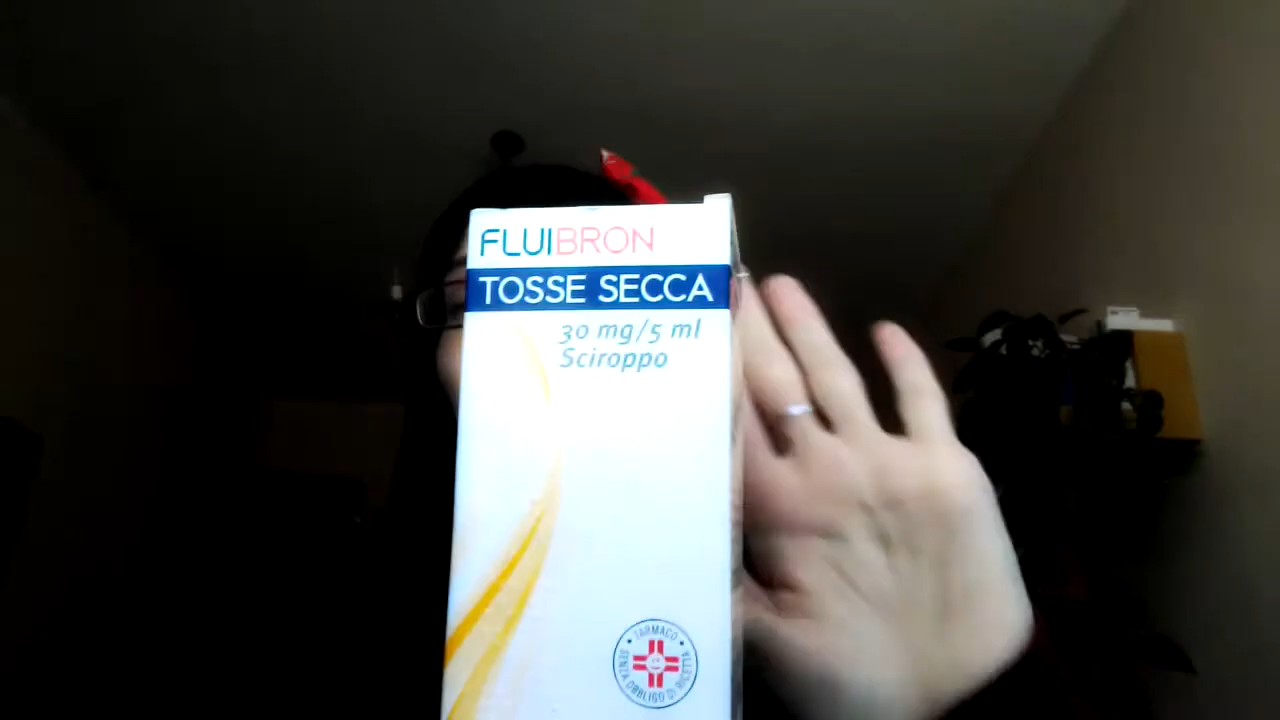 FLUIBRON
TOSSE SECCA
30 mg/5 ml
Sciroppo
FARMACO
SENZA OBBLIGO DI RICETTA